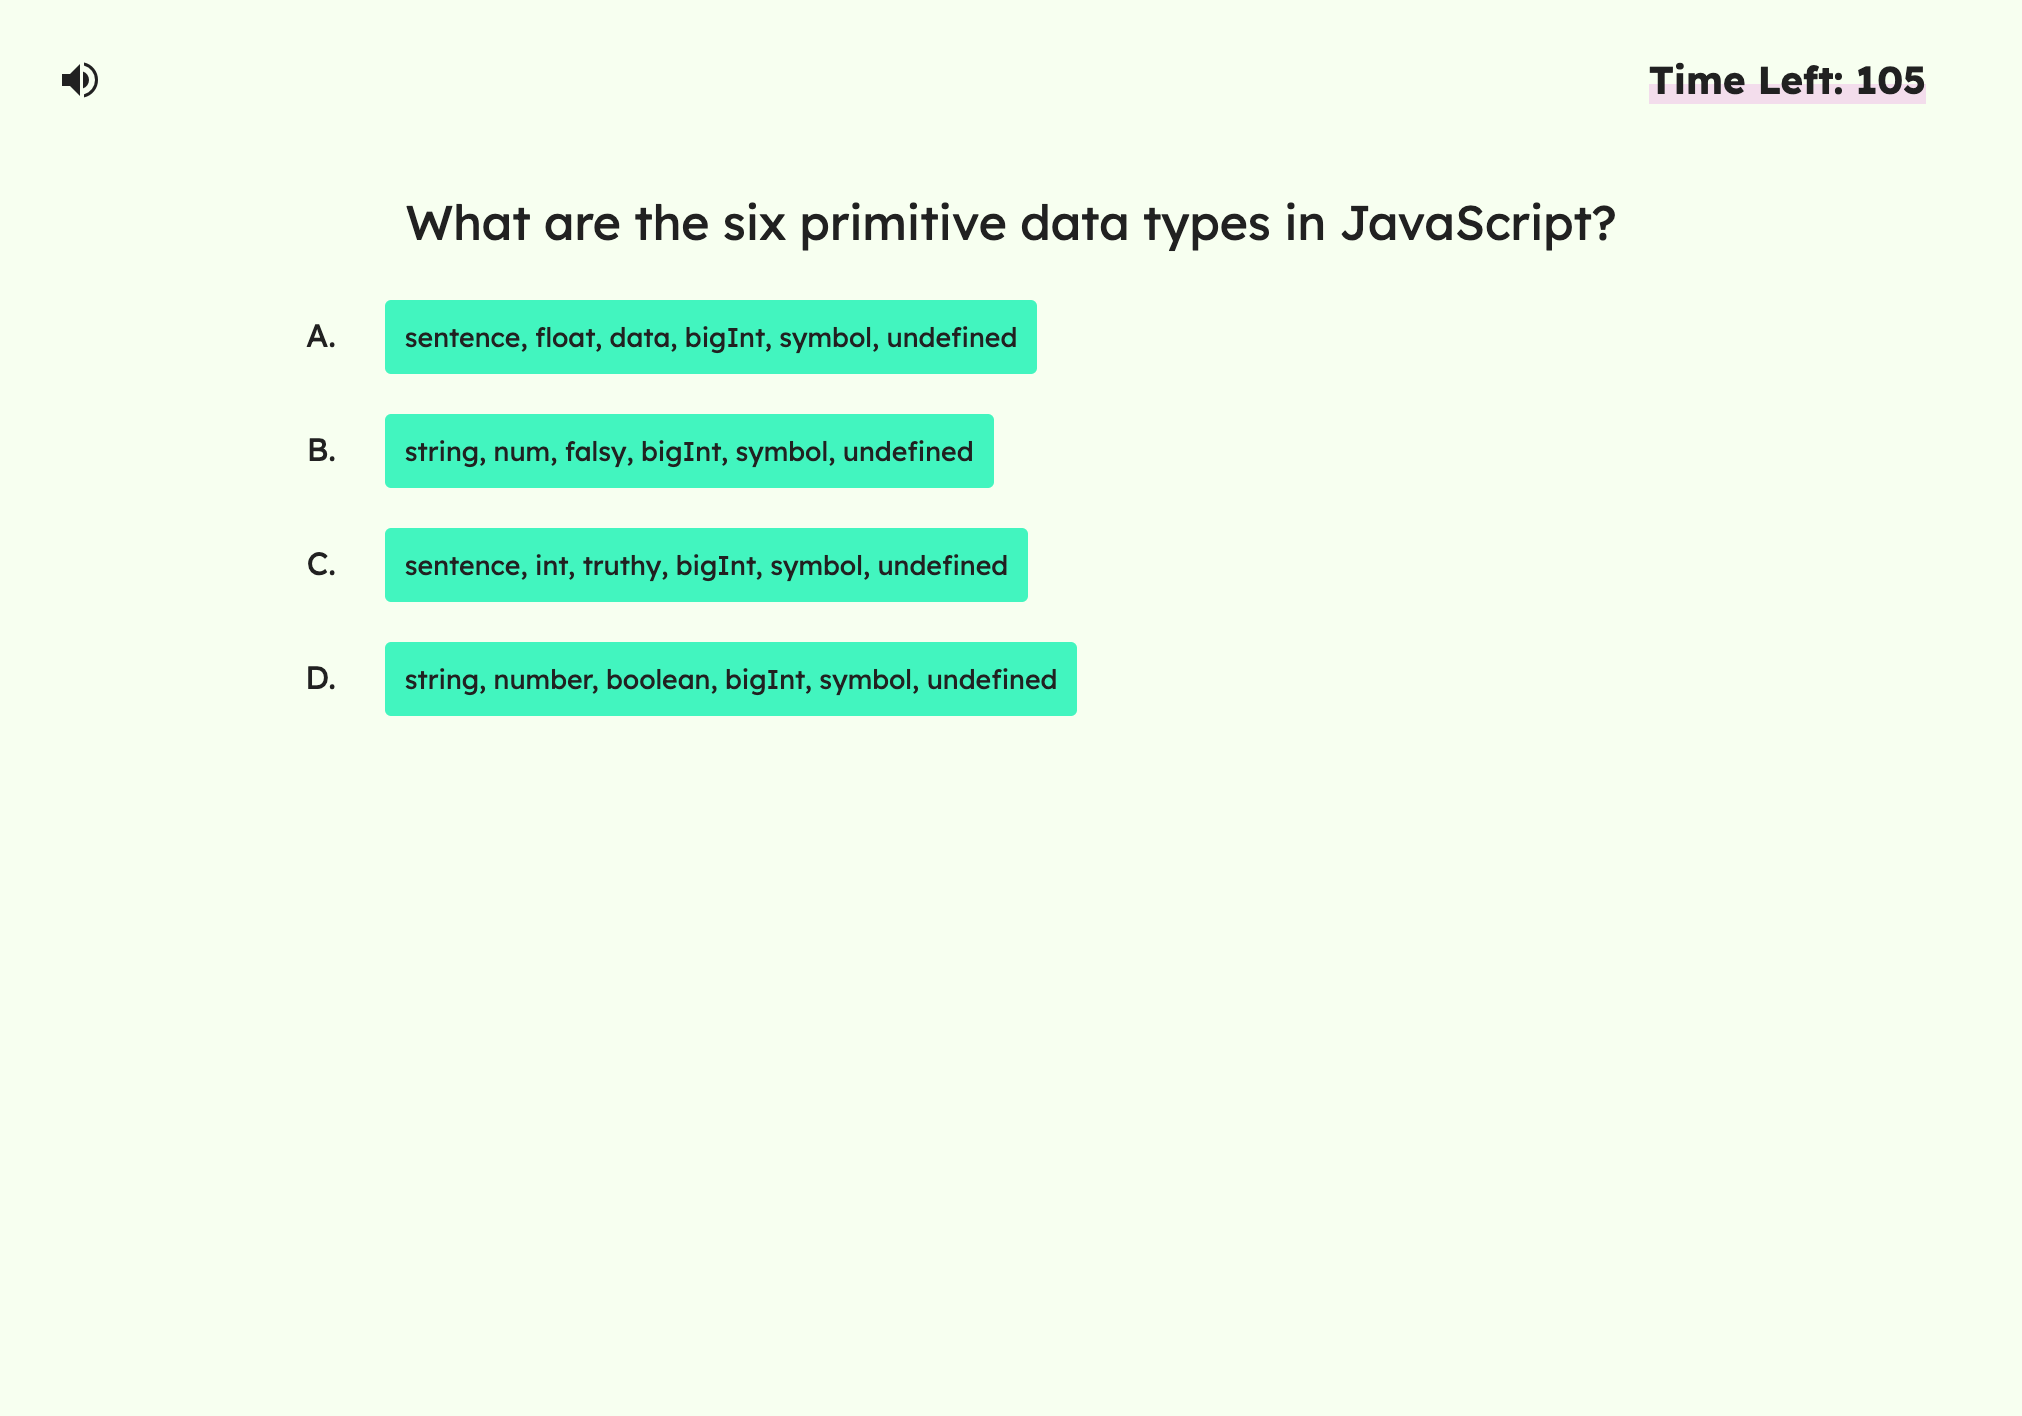 Time Left: 105
What are the six primitive data types in JavaScript?
A. sentence, float, data, bigInt, symbol, undefined
B. string, num, falsy, bigInt, symbol, undefined
C. sentence, int, truthy, bigInt, symbol, undefined
D. string, number, boolean, bigInt, symbol, undefined